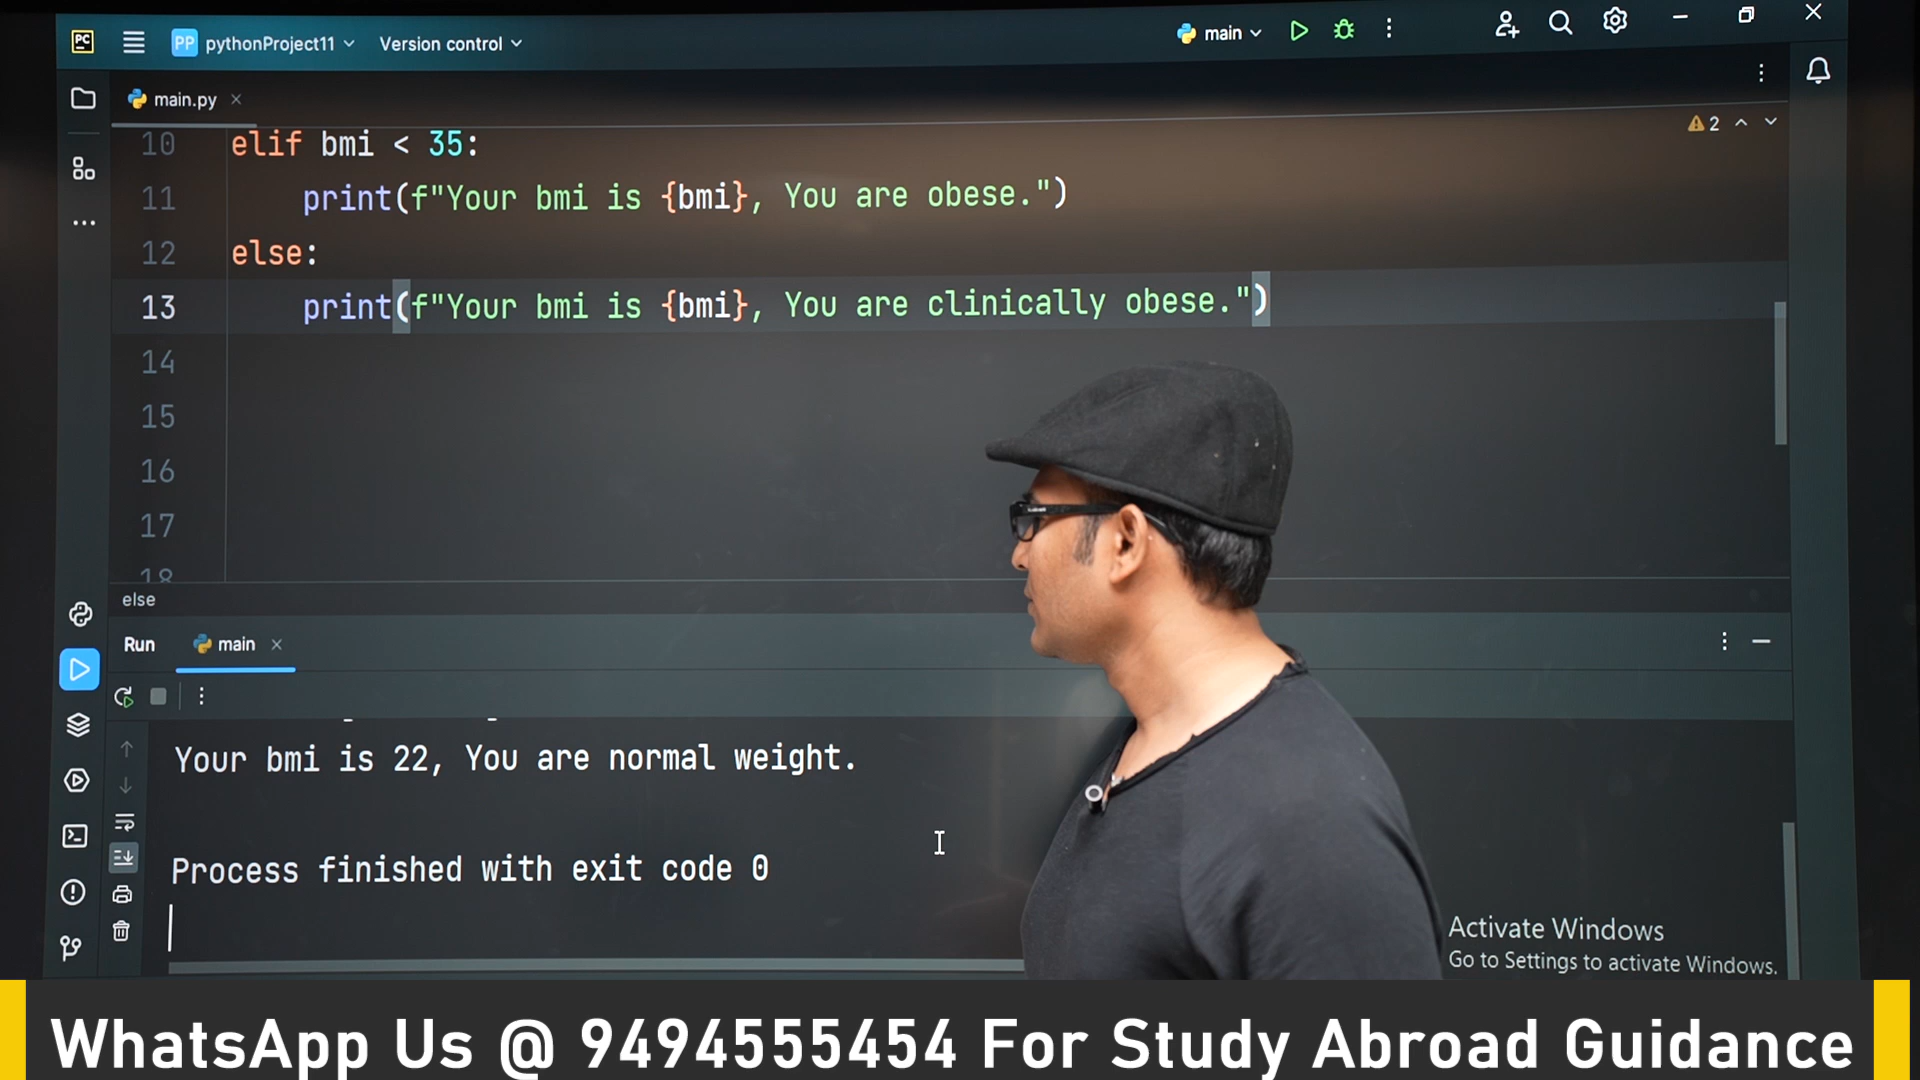 PC
PP pythonProject11 Version control
main
main.py
2
10 elif bmi < 35:
11 print(f"Your bmi is {bmi}, You are obese.")
12 else:
13 print(f"Your bmi is {bmi}, You are clinically obese.")
14
15
16
17
18
else
Run main
Your bmi is 22, You are normal weight.
Process finished with exit code 0
Activate Windows
Go to Settings to activate Windows.
WhatsApp Us @ 9494555454 For Study Abroad Guidance